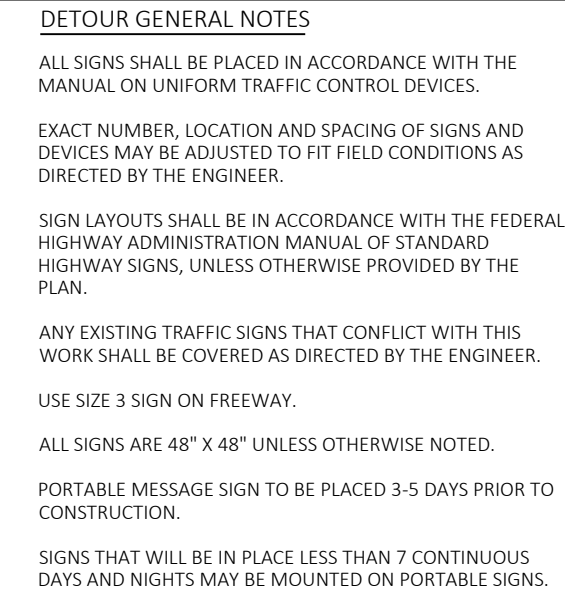 DETOUR GENERAL NOTES
ALL SIGNS SHALL BE PLACED IN ACCORDANCE WITH THE
MANUAL ON UNIFORM TRAFFIC CONTROL DEVICES.
EXACT NUMBER, LOCATION AND SPACING OF SIGNS AND
DEVICES MAY BE ADJUSTED TO FIT FIELD CONDITIONS AS
DIRECTED BY THE ENGINEER.
SIGN LAYOUTS SHALL BE IN ACCORDANCE WITH THE FEDERAL
HIGHWAY ADMINISTRATION MANUAL OF STANDARD
HIGHWAY SIGNS, UNLESS OTHERWISE PROVIDED BY THE
PLAN.
ANY EXISTING TRAFFIC SIGNS THAT CONFLICT WITH THIS
WORK SHALL BE COVERED AS DIRECTED BY THE ENGINEER.
USE SIZE 3 SIGN ON FREEWAY.
ALL SIGNS ARE 48" X 48" UNLESS OTHERWISE NOTED.
PORTABLE MESSAGE SIGN TO BE PLACED 3-5 DAYS PRIOR TO
CONSTRUCTION.
SIGNS THAT WILL BE IN PLACE LESS THAN 7 CONTINUOUS
DAYS AND NIGHTS MAY BE MOUNTED ON PORTABLE SIGNS.